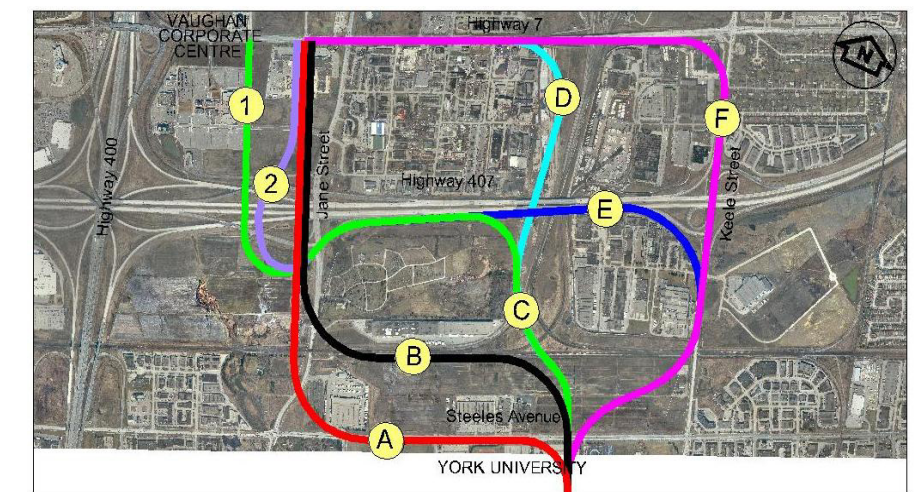 VAUGHAN
CORPORATE
CENTRE
Highway 7
N
1
D
F
2
Highway 400
Jane Street
Highway 407
Keele Street
E
C
B
Steeles Avenue
A
YORK UNIVERSITY